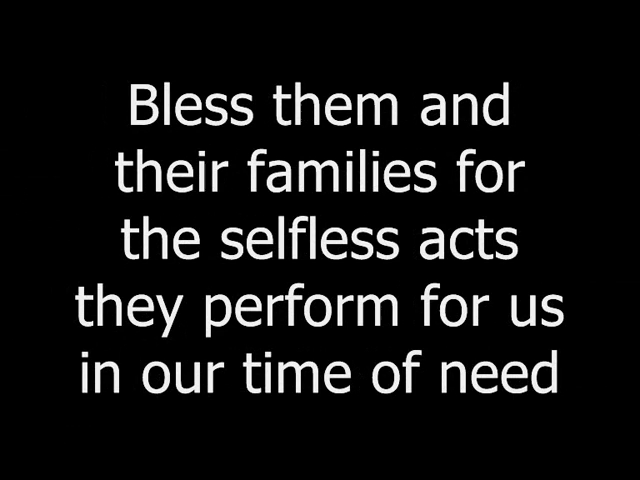 Bless them and
their families for
the selfless acts
they perform for us
in our time of need